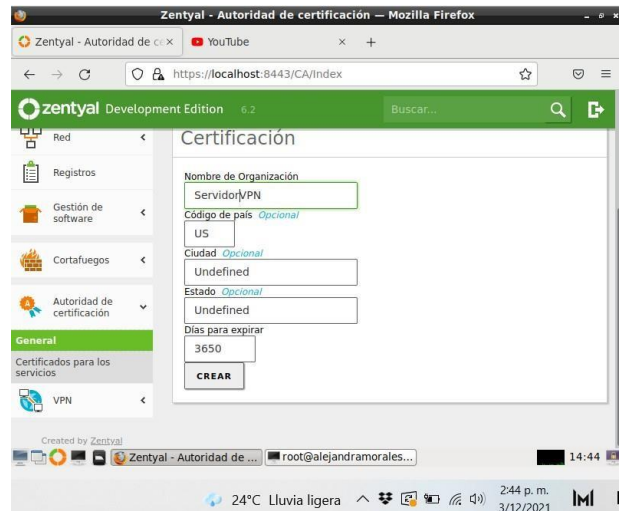 Zentyal - Autoridad de certificación — Mozilla Firefox
Zentyal - Autoridad de ce
YouTube
https://localhost:8443/CA/Index
zentyal Development Edition 6.2
Buscar...
Red
Registros
Gestión de
software
Cortafuegos
Autoridad de
certificación
General
Certificados para los
servicios
VPN
Created by Zentyal
Certificación
Nombre de Organización
ServidorVPN
Código de país Opcional
US
Ciudad Opcional
Undefined
Estado Opcional
Undefined
Días para expirar
3650
CREAR
Zentyal - Autoridad de ...
root@alejandramorales...
14:44
24°C Lluvia ligera
2:44 p. m.
3/12/2021